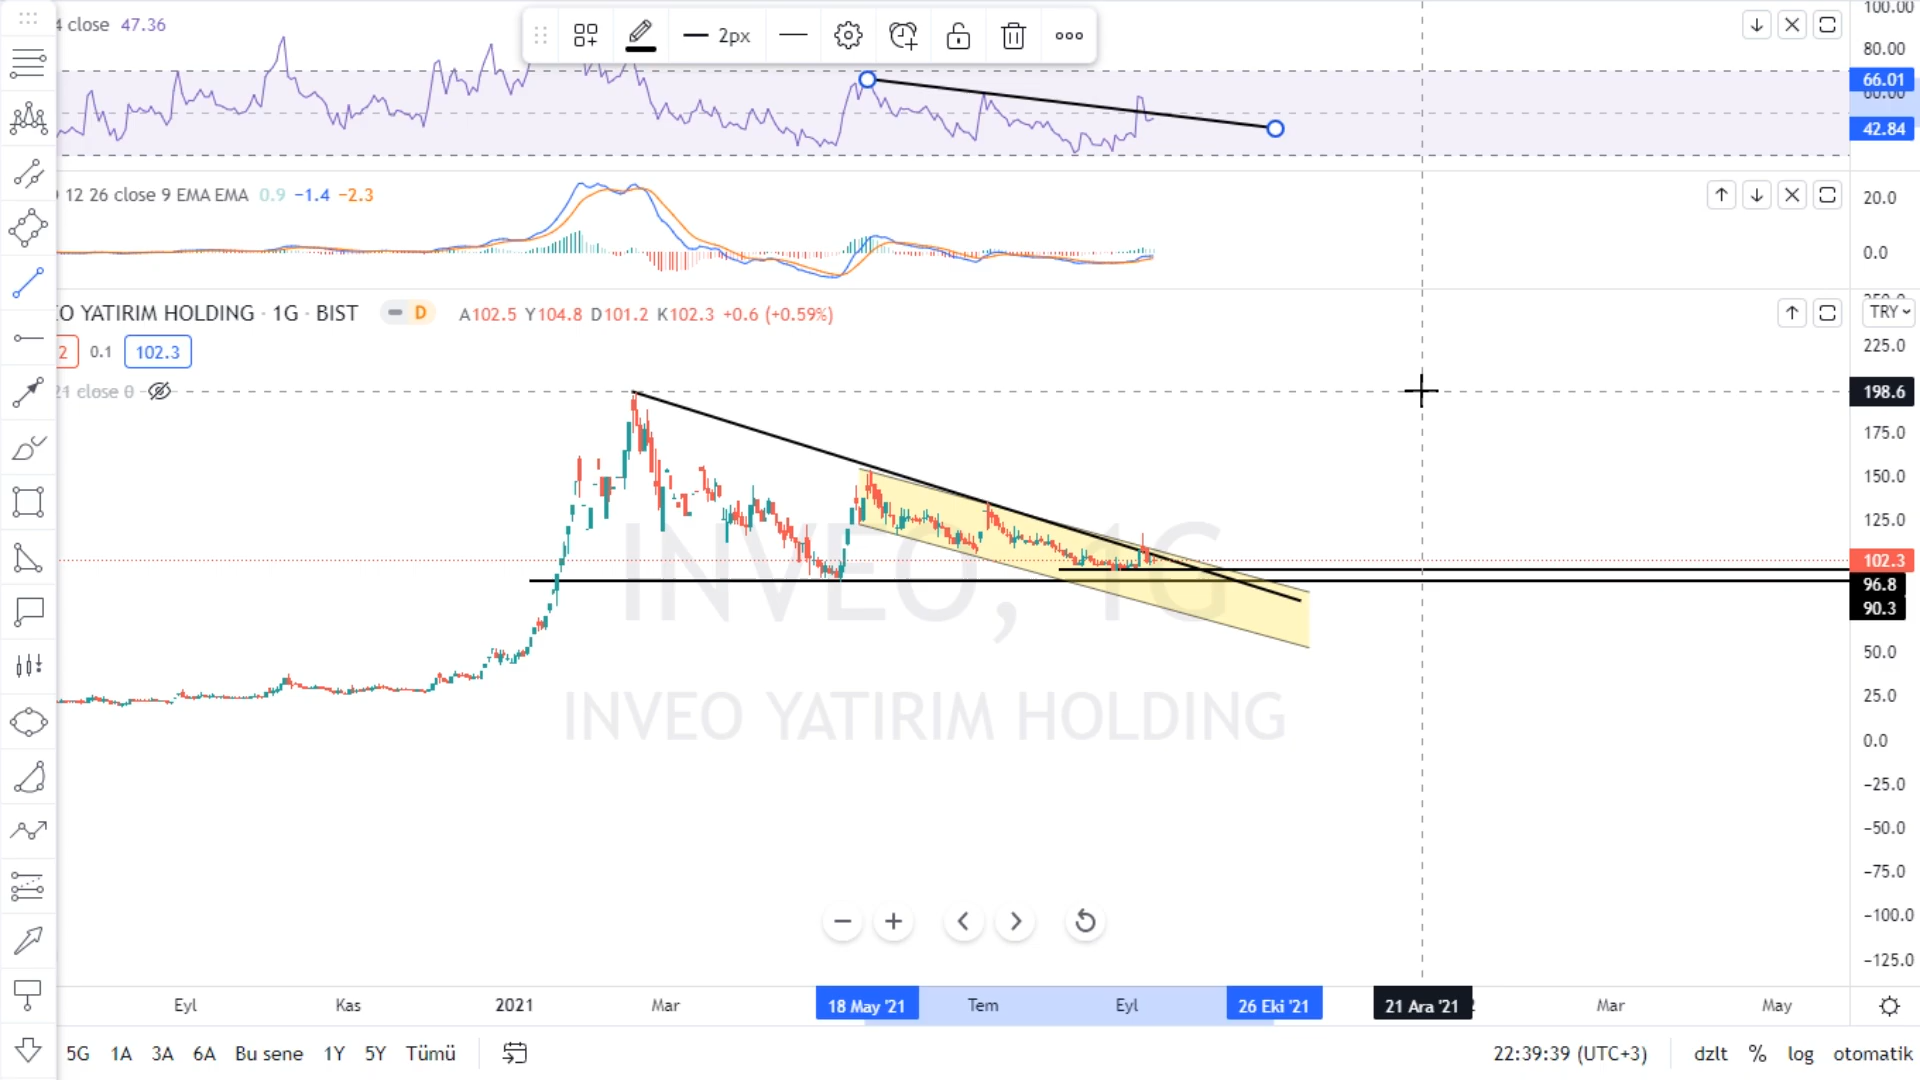 4 close 47.36
2px
100.00
80.00
66.01
60.00
42.84
12 26 close 9 EMA EMA 0.9 −1.4 −2.3
20.0
0.0
EO YATIRIM HOLDING · 1G · BIST D A102.5 Y104.8 D101.2 K102.3 +0.6 (+0.59%)
TRY
2 0.1 102.3
225.0
21 close 0
198.6
175.0
150.0
125.0
102.3
96.8
90.3
INVEO, 1G
INVEO YATIRIM HOLDING
50.0
25.0
0.0
−25.0
−50.0
−75.0
−100.0
−125.0
Eyl Kas 2021 Mar 18 May '21 Tem Eyl 26 Eki '21 21 Ara '21 Mar May
5G 1A 3A 6A Bu sene 1Y 5Y Tümü 22:39:39 (UTC+3) dzlt % log otomatik